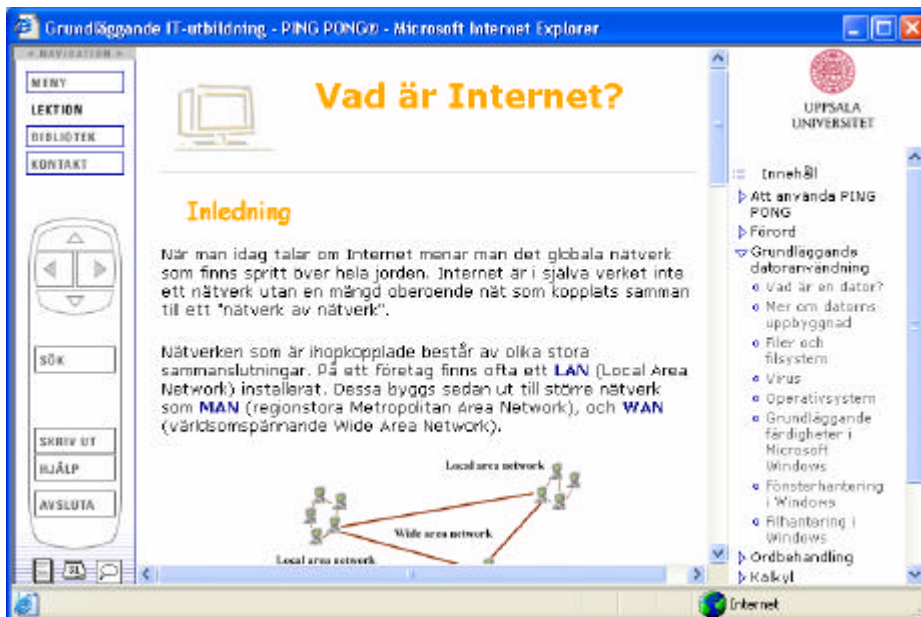 Grundläggande IT-utbildning - PING PONG® - Microsoft Internet Explorer
« NAVIGATION »
MENY
LEKTION
BIBLIOTEK
KONTAKT
SÖK
SKRIV UT
HJÄLP
AVSLUTA
Vad är Internet?
Inledning
När man idag talar om Internet menar man det globala nätverk
som finns spritt över hela jorden. Internet är i själva verket inte
ett nätverk utan en mängd oberoende nät som kopplats samman
till ett "nätverk av nätverk".
Nätverken som är ihopkopplade består av olika stora
sammanslutningar. På ett företag finns ofta ett LAN (Local Area
Network) installerat. Dessa byggs sedan ut till större nätverk
som MAN (regionstora Metropolitan Area Network), och WAN
(världsomspännande Wide Area Network).
Local area network
Wide area network
Local area network
UPPSALA
UNIVERSITET
Innehåll
Att använda PING
PONG
Förord
Grundläggande
datoranvändning
Vad är en dator?
Mer om datorns
uppbyggnad
Filer och
filsystem
Virus
Operativsystem
Grundläggande
färdigheter i
Microsoft
Windows
Fönsterhantering
i Windows
Filhantering i
Windows
Ordbehandling
Kalkyl
Internet